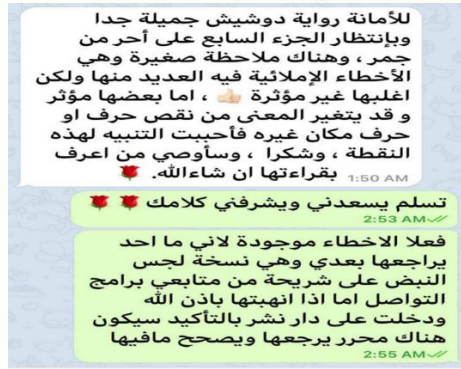 للأمانة رواية دوشيش جميلة جدا
وبإنتظار الجزء السابع على أحر من
جمر ، وهناك ملاحظة صغيرة وهي
الأخطاء الإملائية فيه العديد منها ولكن
اغلبها غير مؤثرة 👍🏻 ، اما بعضها مؤثر
و قد يتغير المعنى من نقص حرف او
حرف مكان غيره فأحببت التنبيه لهذه
النقطة ، وشكرا ، وسأوصي من اعرف
بقراءتها ان شاءالله. 🌹 1:50 AM
تسلم يسعدني ويشرفني كلامك 🌹 🌹
2:53 AM
فعلا الاخطاء موجودة لاني ما احد
يراجعها بعدي وهي نسخة لجس
النبض على شريحة من متابعي برامج
التواصل اما اذا انهيتها باذن الله
ودخلت على دار نشر بالتأكيد سيكون
هناك محرر يرجعها ويصحح مافيها
2:55 AM